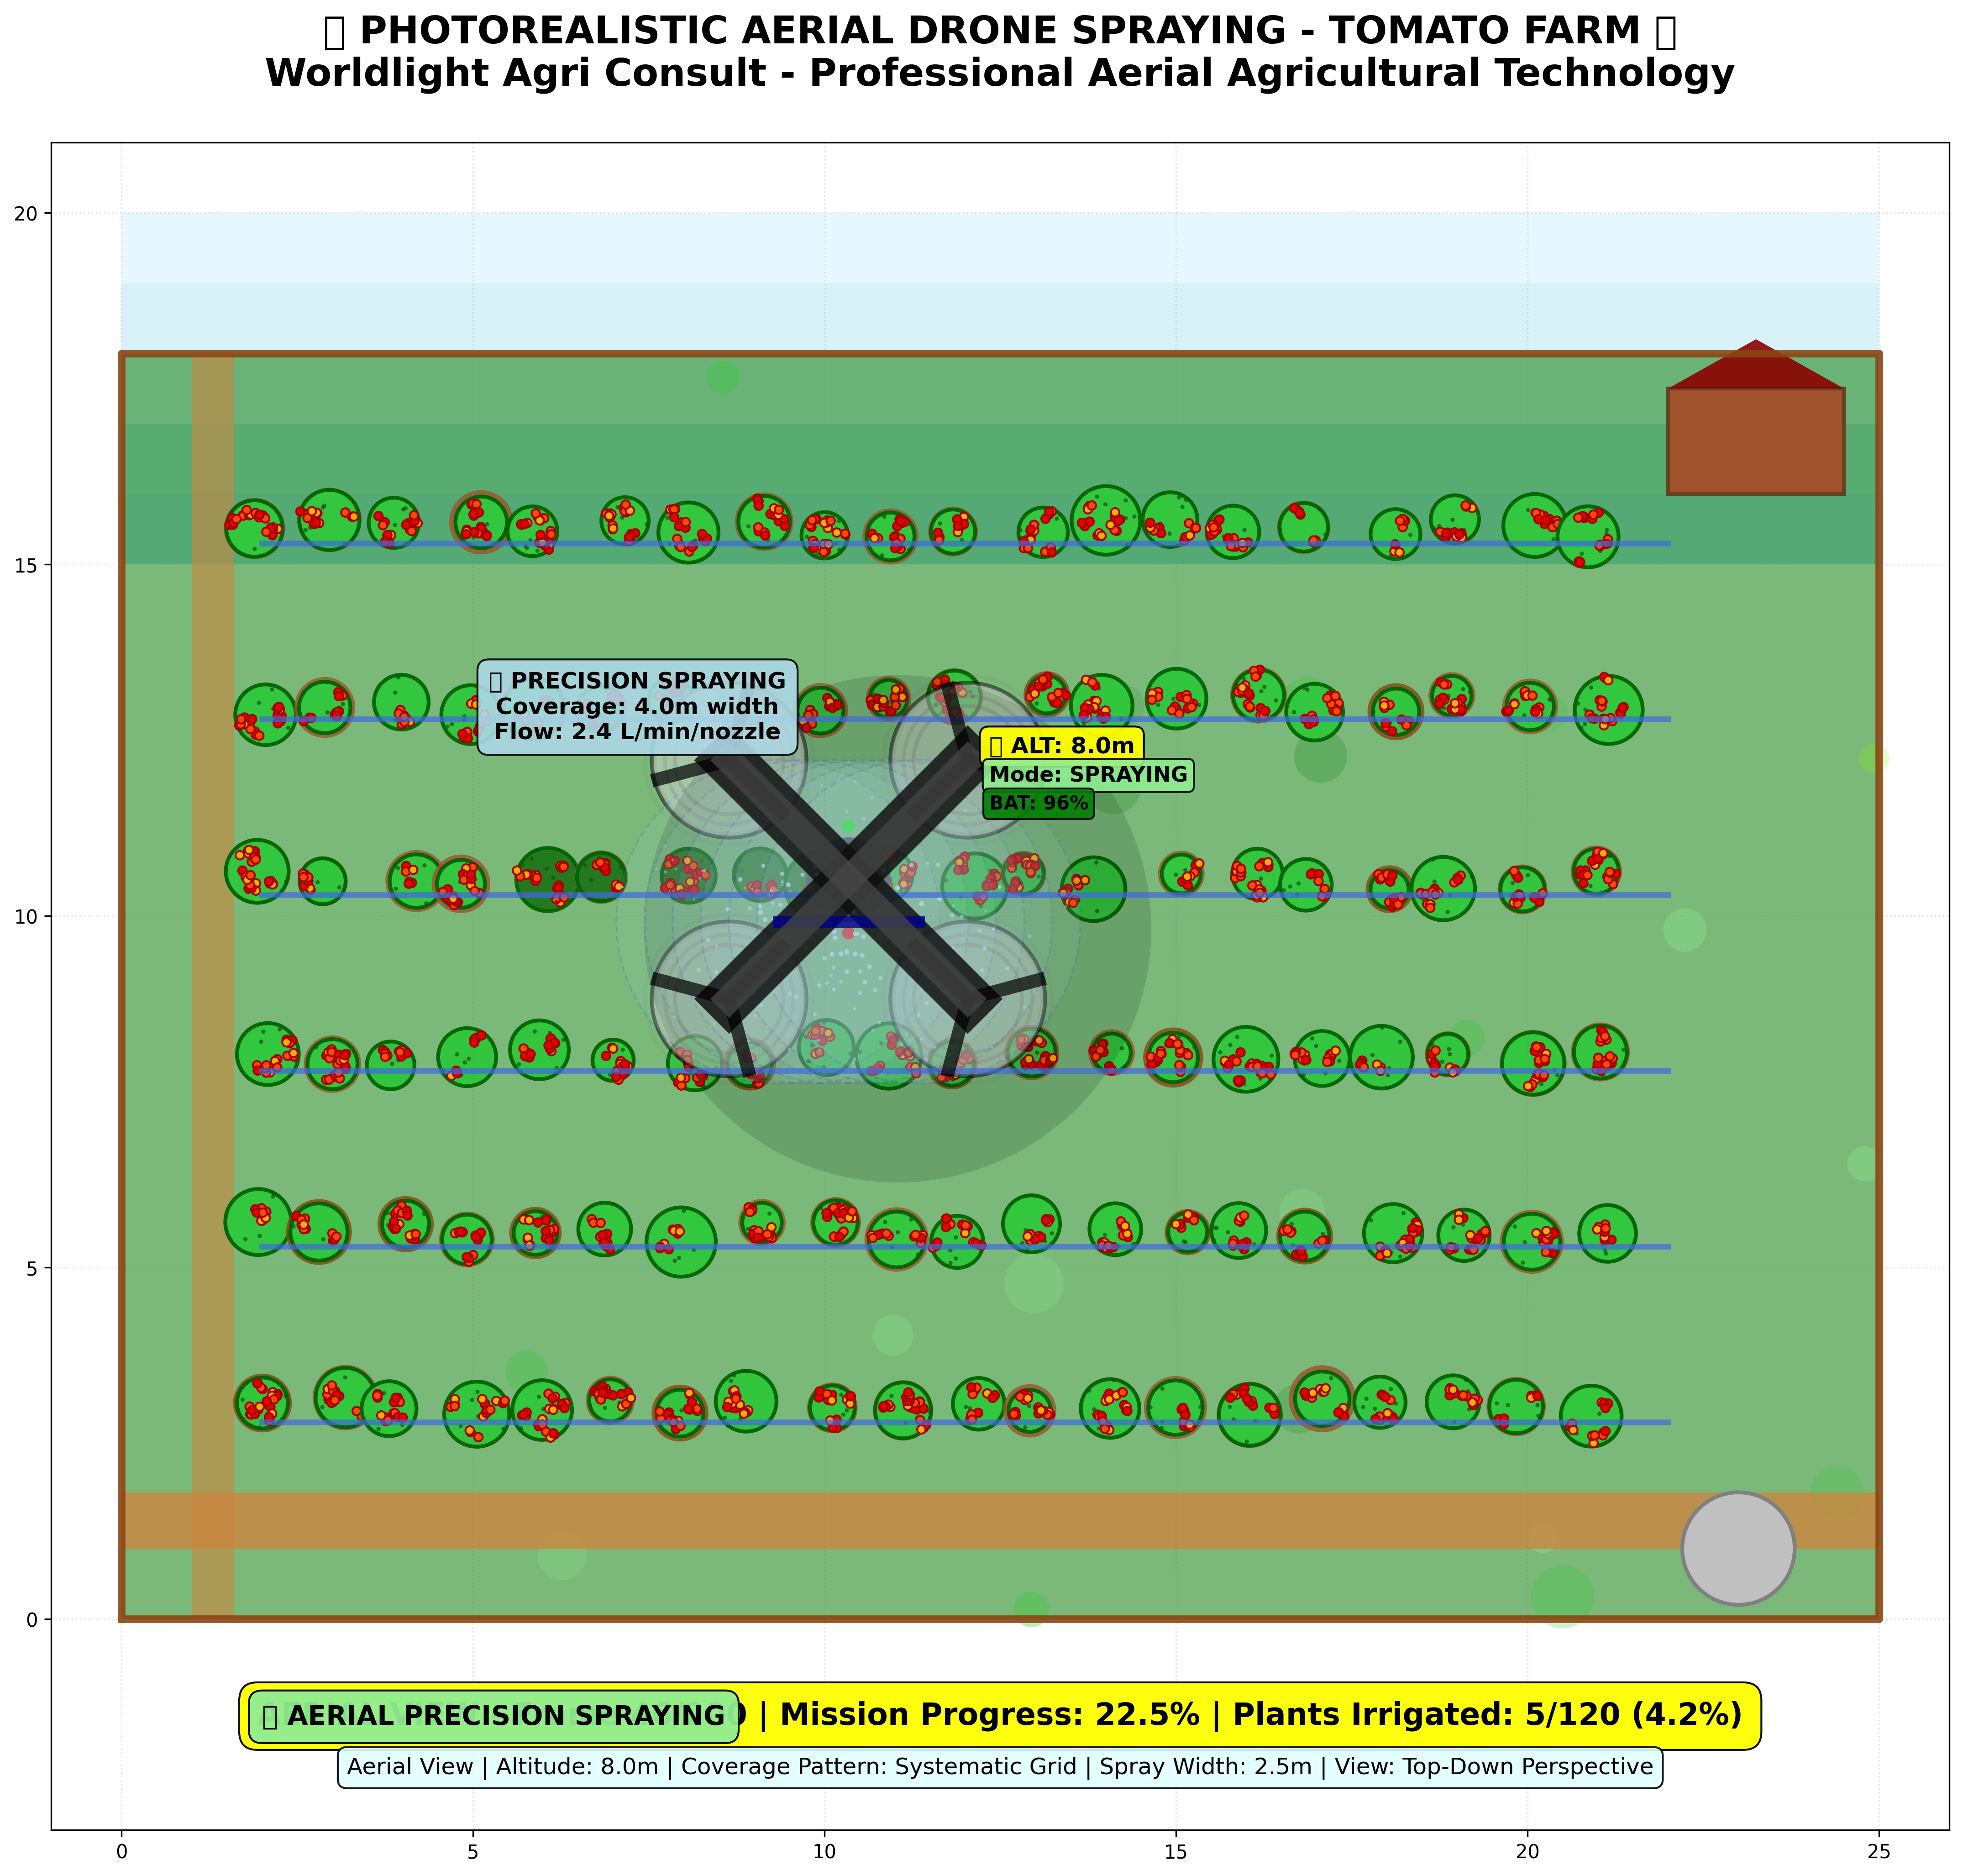 ▯ PHOTOREALISTIC AERIAL DRONE SPRAYING - TOMATO FARM ▯
Worldlight Agri Consult - Professional Aerial Agricultural Technology
20
15
▯ PRECISION SPRAYING
Coverage: 4.0m width
Flow: 2.4 L/min/nozzle
▯ ALT: 8.0m
Mode: SPRAYING
BAT: 96%
10
5
0
▯ AERIAL PRECISION SPRAYING
0 | Mission Progress: 22.5% | Plants Irrigated: 5/120 (4.2%)
Aerial View | Altitude: 8.0m | Coverage Pattern: Systematic Grid | Spray Width: 2.5m | View: Top-Down Perspective
0 5 10 15 20 25